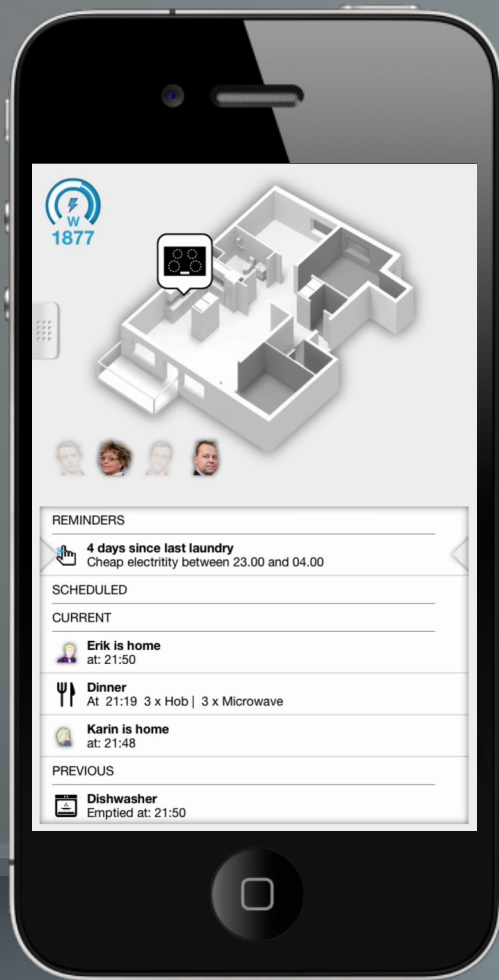 W
1877
REMINDERS
4 days since last laundry
Cheap electritity between 23.00 and 04.00
SCHEDULED
CURRENT
Erik is home
at: 21:50
Dinner
At 21:19 3 x Hob | 3 x Microwave
Karin is home
at: 21:48
PREVIOUS
Dishwasher
Emptied at: 21:50